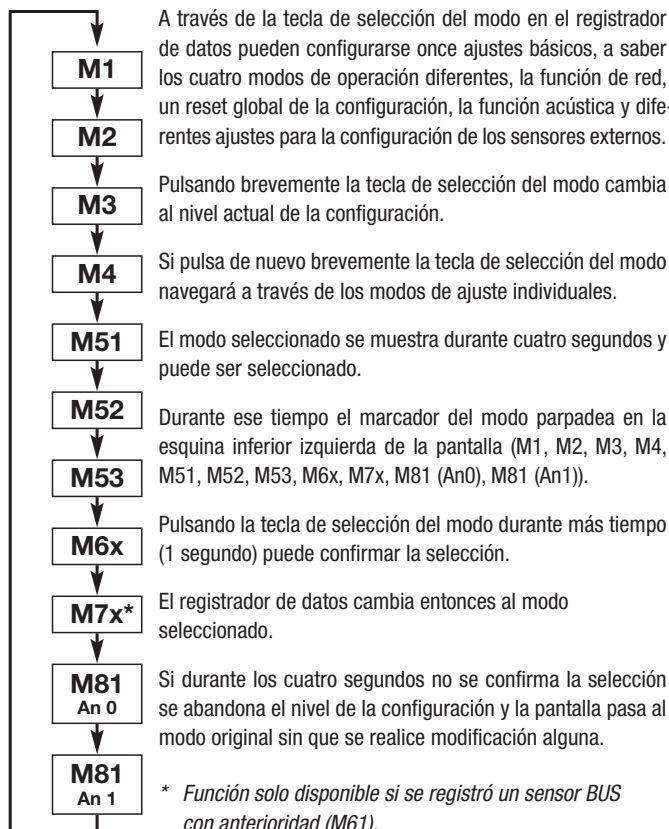 M1
M2
M3
M4
M51
M52
M53
M6x
M7x*
M81
An 0
M81
An 1
A través de la tecla de selección del modo en el registrador
de datos pueden configurarse once ajustes básicos, a saber
los cuatro modos de operación diferentes, la función de red,
un reset global de la configuración, la función acústica y dife-
rentes ajustes para la configuración de los sensores externos.
Pulsando brevemente la tecla de selección del modo cambia
al nivel actual de la configuración.
Si pulsa de nuevo brevemente la tecla de selección del modo
navegará a través de los modos de ajuste individuales.
El modo seleccionado se muestra durante cuatro segundos y
puede ser seleccionado.
Durante ese tiempo el marcador del modo parpadea en la
esquina inferior izquierda de la pantalla (M1, M2, M3, M4,
M51, M52, M53, M6x, M7x, M81 (An0), M81 (An1)).
Pulsando la tecla de selección del modo durante más tiempo
(1 segundo) puede confirmar la selección.
El registrador de datos cambia entonces al modo
seleccionado.
Si durante los cuatro segundos no se confirma la selección
se abandona el nivel de la configuración y la pantalla pasa al
modo original sin que se realice modificación alguna.
* Función solo disponible si se registró un sensor BUS
con anterioridad (M61).